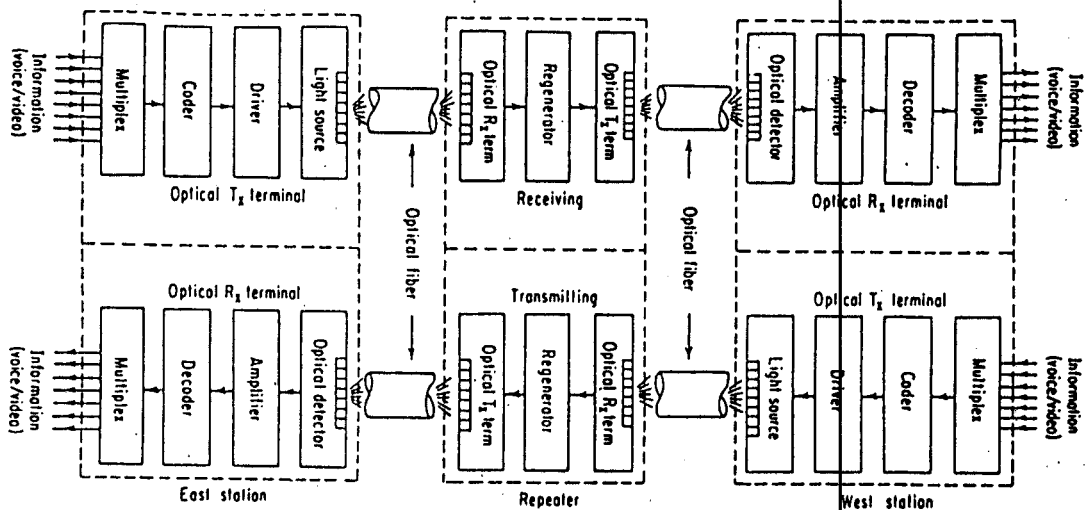 Information
(voice/video)
Multiplex
Coder
Driver
Light source
Optical Tx terminal
Optical fiber
Optical Rx term
Regenerator
Optical Tx term
Receiving
Optical fiber
Optical detector
Amplifier
Decoder
Multiplex
Optical Rx terminal
Information
(voice/video)
Optical Rx terminal
Information
(voice/video)
Multiplex
Decoder
Amplifier
Optical detector
East station
Transmitting
Optical Tx term
Regenerator
Optical Rx term
Repeater
Optical Tx terminal
Light source
Driver
Coder
Multiplex
Information
(voice/video)
West station